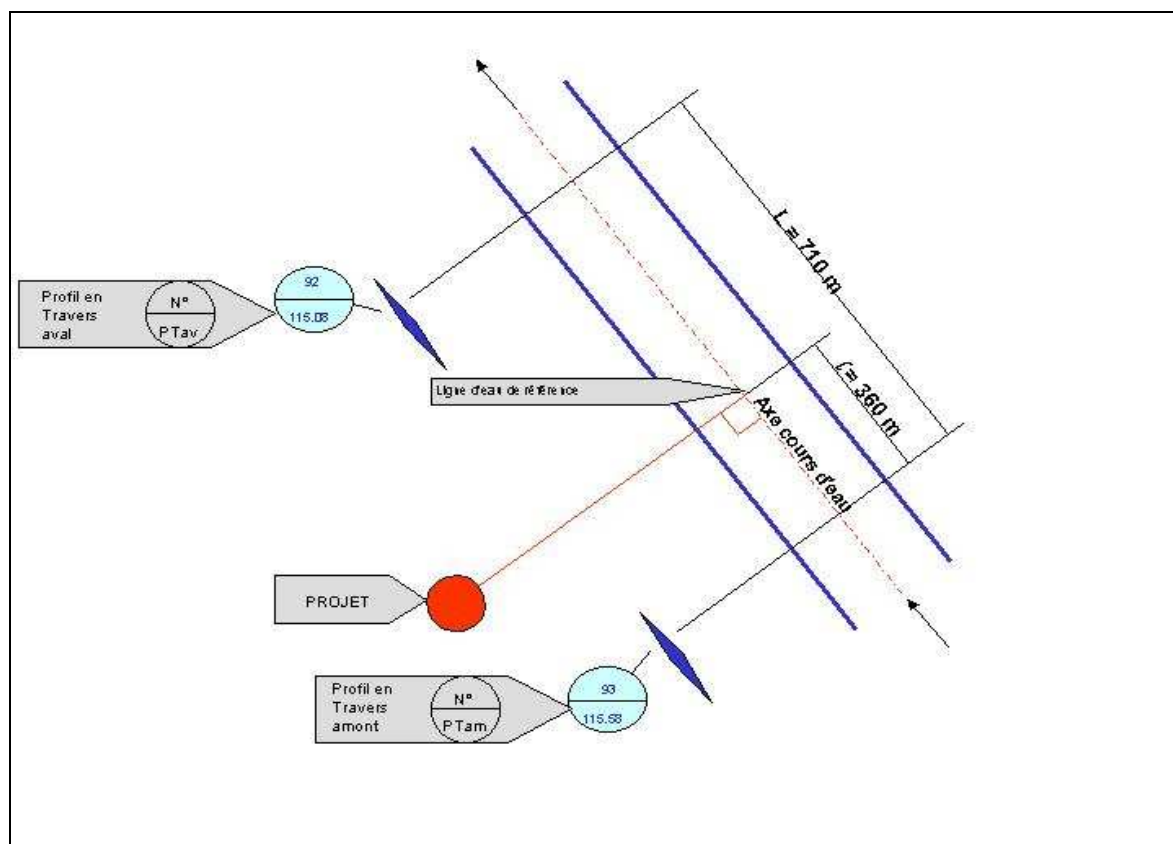 L = 710 m
92
115.08
Profil en
Travers
aval
N°
PTav
ℓ = 360 m
Ligne d'eau de référence
Axe cours d'eau
PROJET
93
115.58
Profil en
Travers
amont
N°
PTam